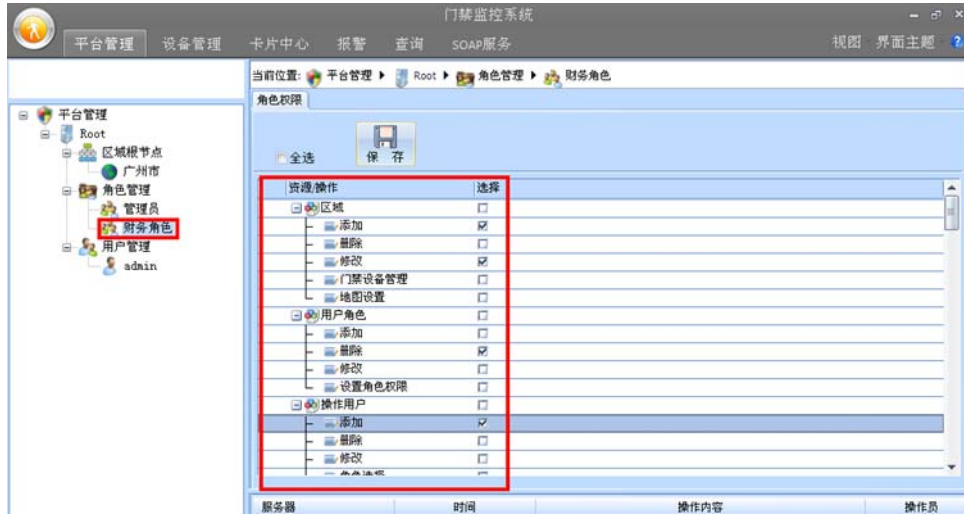 门禁监控系统
平台管理 设备管理 卡片中心 报警 查询 SOAP服务 视图 界面主题
当前位置: 平台管理 Root 角色管理 财务角色
角色权限
平台管理
Root
区域根节点
广州市
角色管理
管理员
财务角色
用户管理
admin
全选 保 存
资源/操作 选择
区域
添加
删除
修改
门禁设备管理
地图设置
用户角色
添加
删除
修改
设置角色权限
操作用户
添加
删除
修改
角色选择
服务器 时间 操作内容 操作员